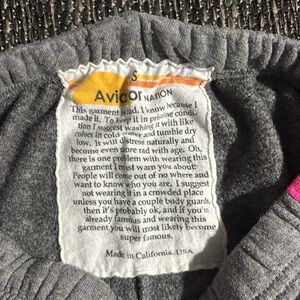 S
Aviator NATION
This garment is rad. I know because I
made it. To keep it in pristine condi-
tion I suggest washing it with like
colors in cold water and tumble dry
low. It will distress naturally and
become even more rad with age. Oh,
there is one problem with wearing this
garment I must warn you about:
People will come out of no where and
want to know who you are. I suggest
not wearing it in a crowded place
unless you have a couple body guards,
then it's probably ok, and if you're
already famous and wearing this
garment you will most likely become
super famous.
Made in California, USA